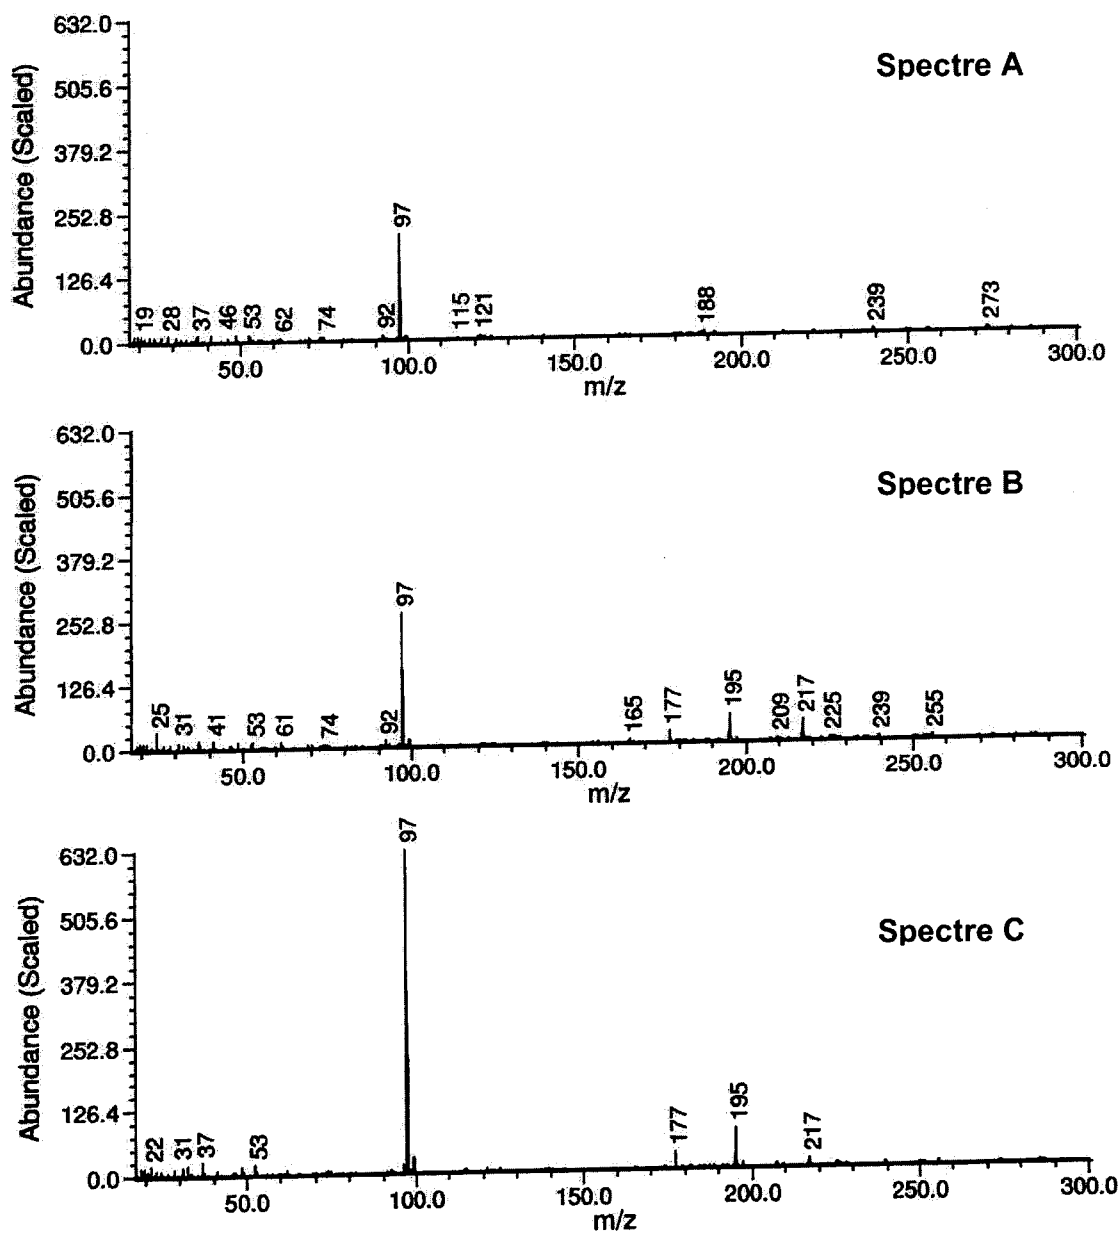 632.0
Spectre A
505.6
379.2
252.8
126.4
0.0
Abundance (Scaled)
19 28 37 46 53 62 74 92 97 115 121 188 239 273
50.0 100.0 150.0 200.0 250.0 300.0
m/z
632.0
Spectre B
505.6
379.2
252.8
126.4
0.0
Abundance (Scaled)
25 31 41 53 61 74 92 97 165 177 195 209 217 225 239 255
50.0 100.0 150.0 200.0 250.0 300.0
m/z
632.0
Spectre C
505.6
379.2
252.8
126.4
0.0
Abundance (Scaled)
22 31 37 53 97 177 195 217
50.0 100.0 150.0 200.0 250.0 300.0
m/z